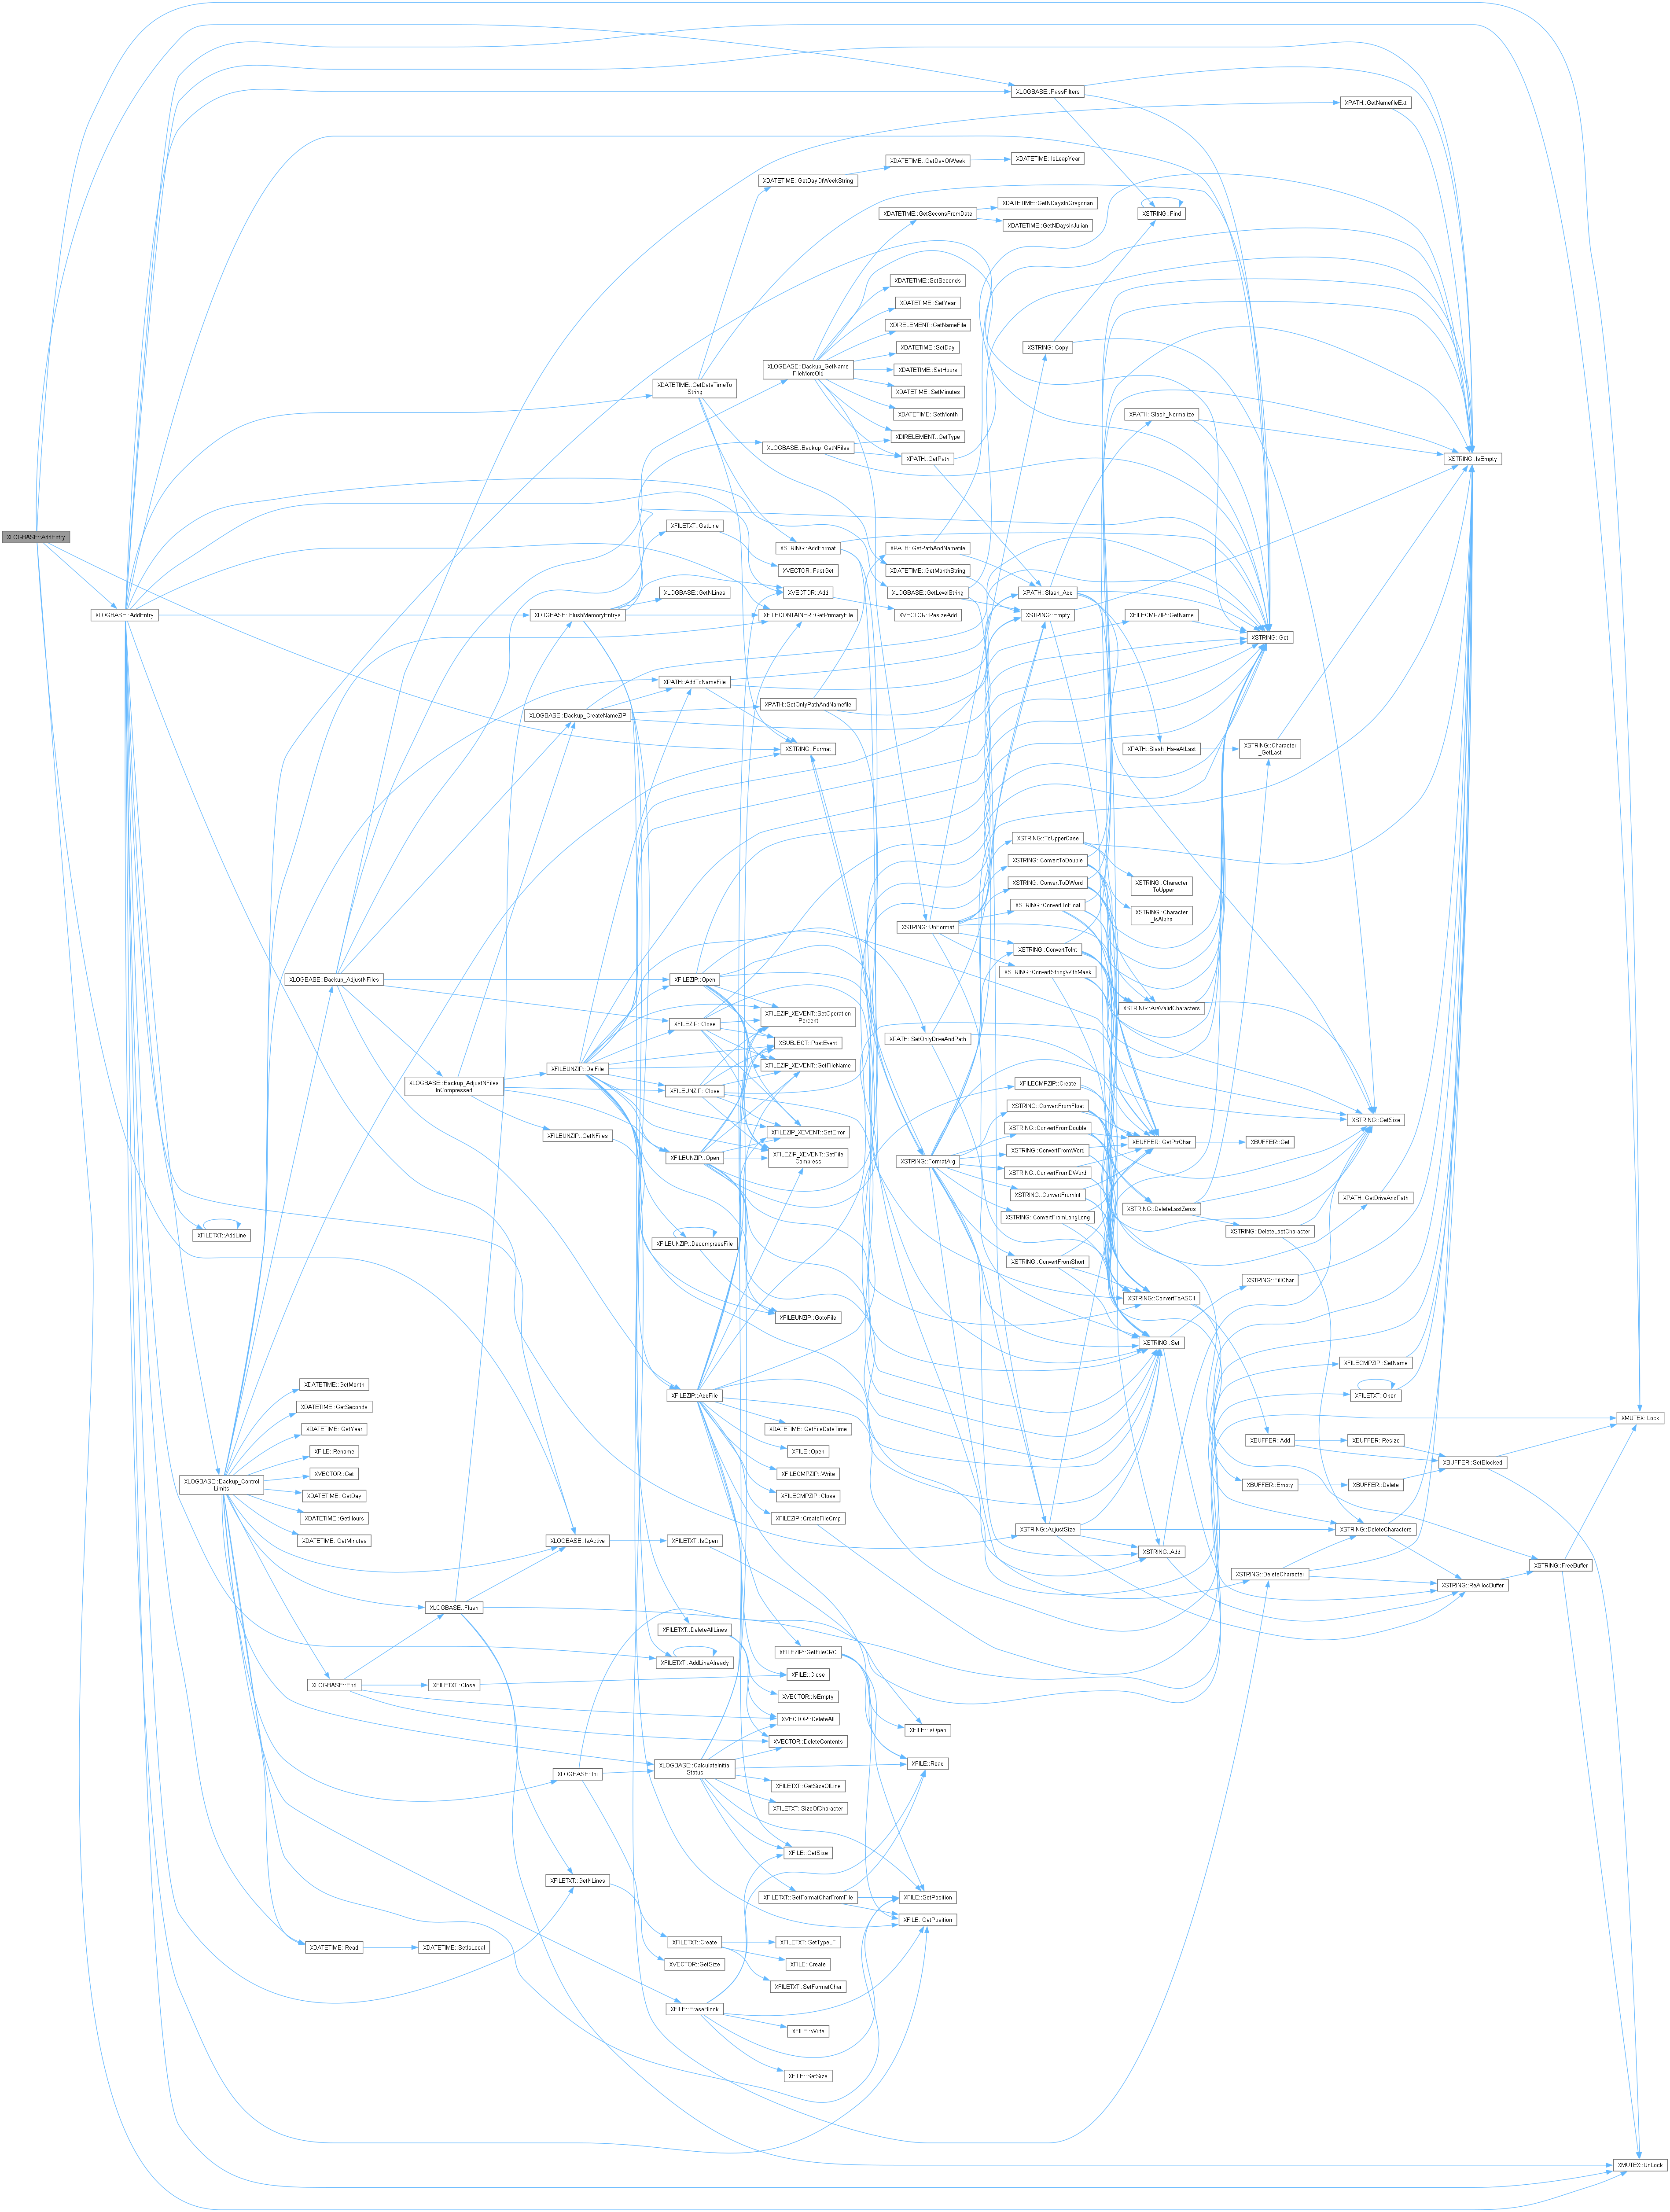 XLOGBASE::AddEntry
XLOGBASE::AddEntry
XFILETXT::AddLine
XLOGBASE::Backup_Control
Limits
XLOGBASE::Backup_AdjustNFiles
XDATETIME::GetMonth
XDATETIME::GetSeconds
XDATETIME::GetYear
XFILE::Rename
XVECTOR::Get
XDATETIME::GetDay
XDATETIME::GetHours
XDATETIME::GetMinutes
XLOGBASE::End
XDATETIME::Read
XLOGBASE::Backup_AdjustNFiles
InCompressed
XLOGBASE::Flush
XDATETIME::SetIsLocal
XLOGBASE::FlushMemoryEntrys
XLOGBASE::Backup_CreateNameZIP
XFILEUNZIP::DelFile
XFILEUNZIP::GetNFiles
XLOGBASE::IsActive
XFILETXT::Close
XLOGBASE::Ini
XFILETXT::GetNLines
XDATETIME::GetDateTimeTo
String
XFILETXT::GetLine
XLOGBASE::GetNLines
XPATH::AddToNameFile
XFILEZIP::Open
XFILEZIP::Close
XFILEUNZIP::Close
XFILEUNZIP::Open
XFILEUNZIP::DecompressFile
XFILEZIP::AddFile
XFILETXT::IsOpen
XFILETXT::DeleteAllLines
XFILETXT::AddLineAlready
XLOGBASE::CalculateInitial
Status
XFILETXT::Create
XVECTOR::GetSize
XFILE::EraseBlock
XDATETIME::GetDayOfWeekString
XLOGBASE::Backup_GetName
FileMoreOld
XLOGBASE::Backup_GetNFiles
XSTRING::AddFormat
XVECTOR::FastGet
XVECTOR::Add
XFILECONTAINER::GetPrimaryFile
XPATH::SetOnlyPathAndNamefile
XSTRING::Format
XFILEZIP_XEVENT::SetOperation
Percent
XSUBJECT::PostEvent
XFILEZIP_XEVENT::GetFileName
XFILEZIP_XEVENT::SetError
XFILEZIP_XEVENT::SetFile
Compress
XFILEUNZIP::GotoFile
XDATETIME::GetFileDateTime
XFILE::Open
XFILECMPZIP::Write
XFILECMPZIP::Close
XFILEZIP::CreateFileCmp
XFILEZIP::GetFileCRC
XFILE::Close
XVECTOR::IsEmpty
XVECTOR::DeleteAll
XVECTOR::DeleteContents
XFILETXT::GetSizeOfLine
XFILETXT::SizeOfCharacter
XFILE::GetSize
XFILETXT::GetFormatCharFromFile
XFILETXT::SetTypeLF
XFILE::Create
XFILETXT::SetFormatChar
XFILE::Write
XFILE::SetSize
XDATETIME::GetDayOfWeek
XDATETIME::GetSeconsFromDate
XDATETIME::SetSeconds
XDATETIME::SetYear
XDIRELEMENT::GetNameFile
XDATETIME::SetDay
XDATETIME::SetHours
XDATETIME::SetMinutes
XDATETIME::SetMonth
XDIRELEMENT::GetType
XPATH::GetPath
XPATH::GetPathAndNamefile
XDATETIME::GetMonthString
XLOGBASE::GetLevelString
XVECTOR::ResizeAdd
XSTRING::UnFormat
XPATH::SetOnlyDriveAndPath
XSTRING::FormatArg
XFILE::IsOpen
XFILE::Read
XFILE::SetPosition
XFILE::GetPosition
XLOGBASE::PassFilters
XDATETIME::IsLeapYear
XDATETIME::GetNDaysInGregorian
XDATETIME::GetNDaysInJulian
XSTRING::Copy
XPATH::Slash_Add
XSTRING::Empty
XSTRING::ToUpperCase
XSTRING::ConvertToDouble
XSTRING::ConvertToDWord
XSTRING::ConvertToFloat
XSTRING::ConvertToInt
XSTRING::ConvertStringWithMask
XFILECMPZIP::Create
XSTRING::ConvertFromFloat
XSTRING::ConvertFromDouble
XSTRING::ConvertFromWord
XSTRING::ConvertFromDWord
XSTRING::ConvertFromInt
XSTRING::ConvertFromLongLong
XSTRING::ConvertFromShort
XSTRING::AdjustSize
XSTRING::Find
XPATH::Slash_Normalize
XFILECMPZIP::GetName
XPATH::Slash_HaveAtLast
XSTRING::Character
_ToUpper
XSTRING::Character
_IsAlpha
XSTRING::AreValidCharacters
XBUFFER::GetPtrChar
XSTRING::DeleteLastZeros
XSTRING::ConvertToASCII
XSTRING::Set
XSTRING::Add
XSTRING::Get
XSTRING::Character
_GetLast
XBUFFER::Get
XSTRING::DeleteLastCharacter
XSTRING::FillChar
XBUFFER::Add
XBUFFER::Empty
XSTRING::DeleteCharacter
XPATH::GetNamefileExt
XSTRING::GetSize
XPATH::GetDriveAndPath
XFILECMPZIP::SetName
XFILETXT::Open
XBUFFER::Resize
XBUFFER::Delete
XSTRING::DeleteCharacters
XSTRING::IsEmpty
XBUFFER::SetBlocked
XSTRING::ReAllocBuffer
XSTRING::FreeBuffer
XMUTEX::Lock
XMUTEX::UnLock